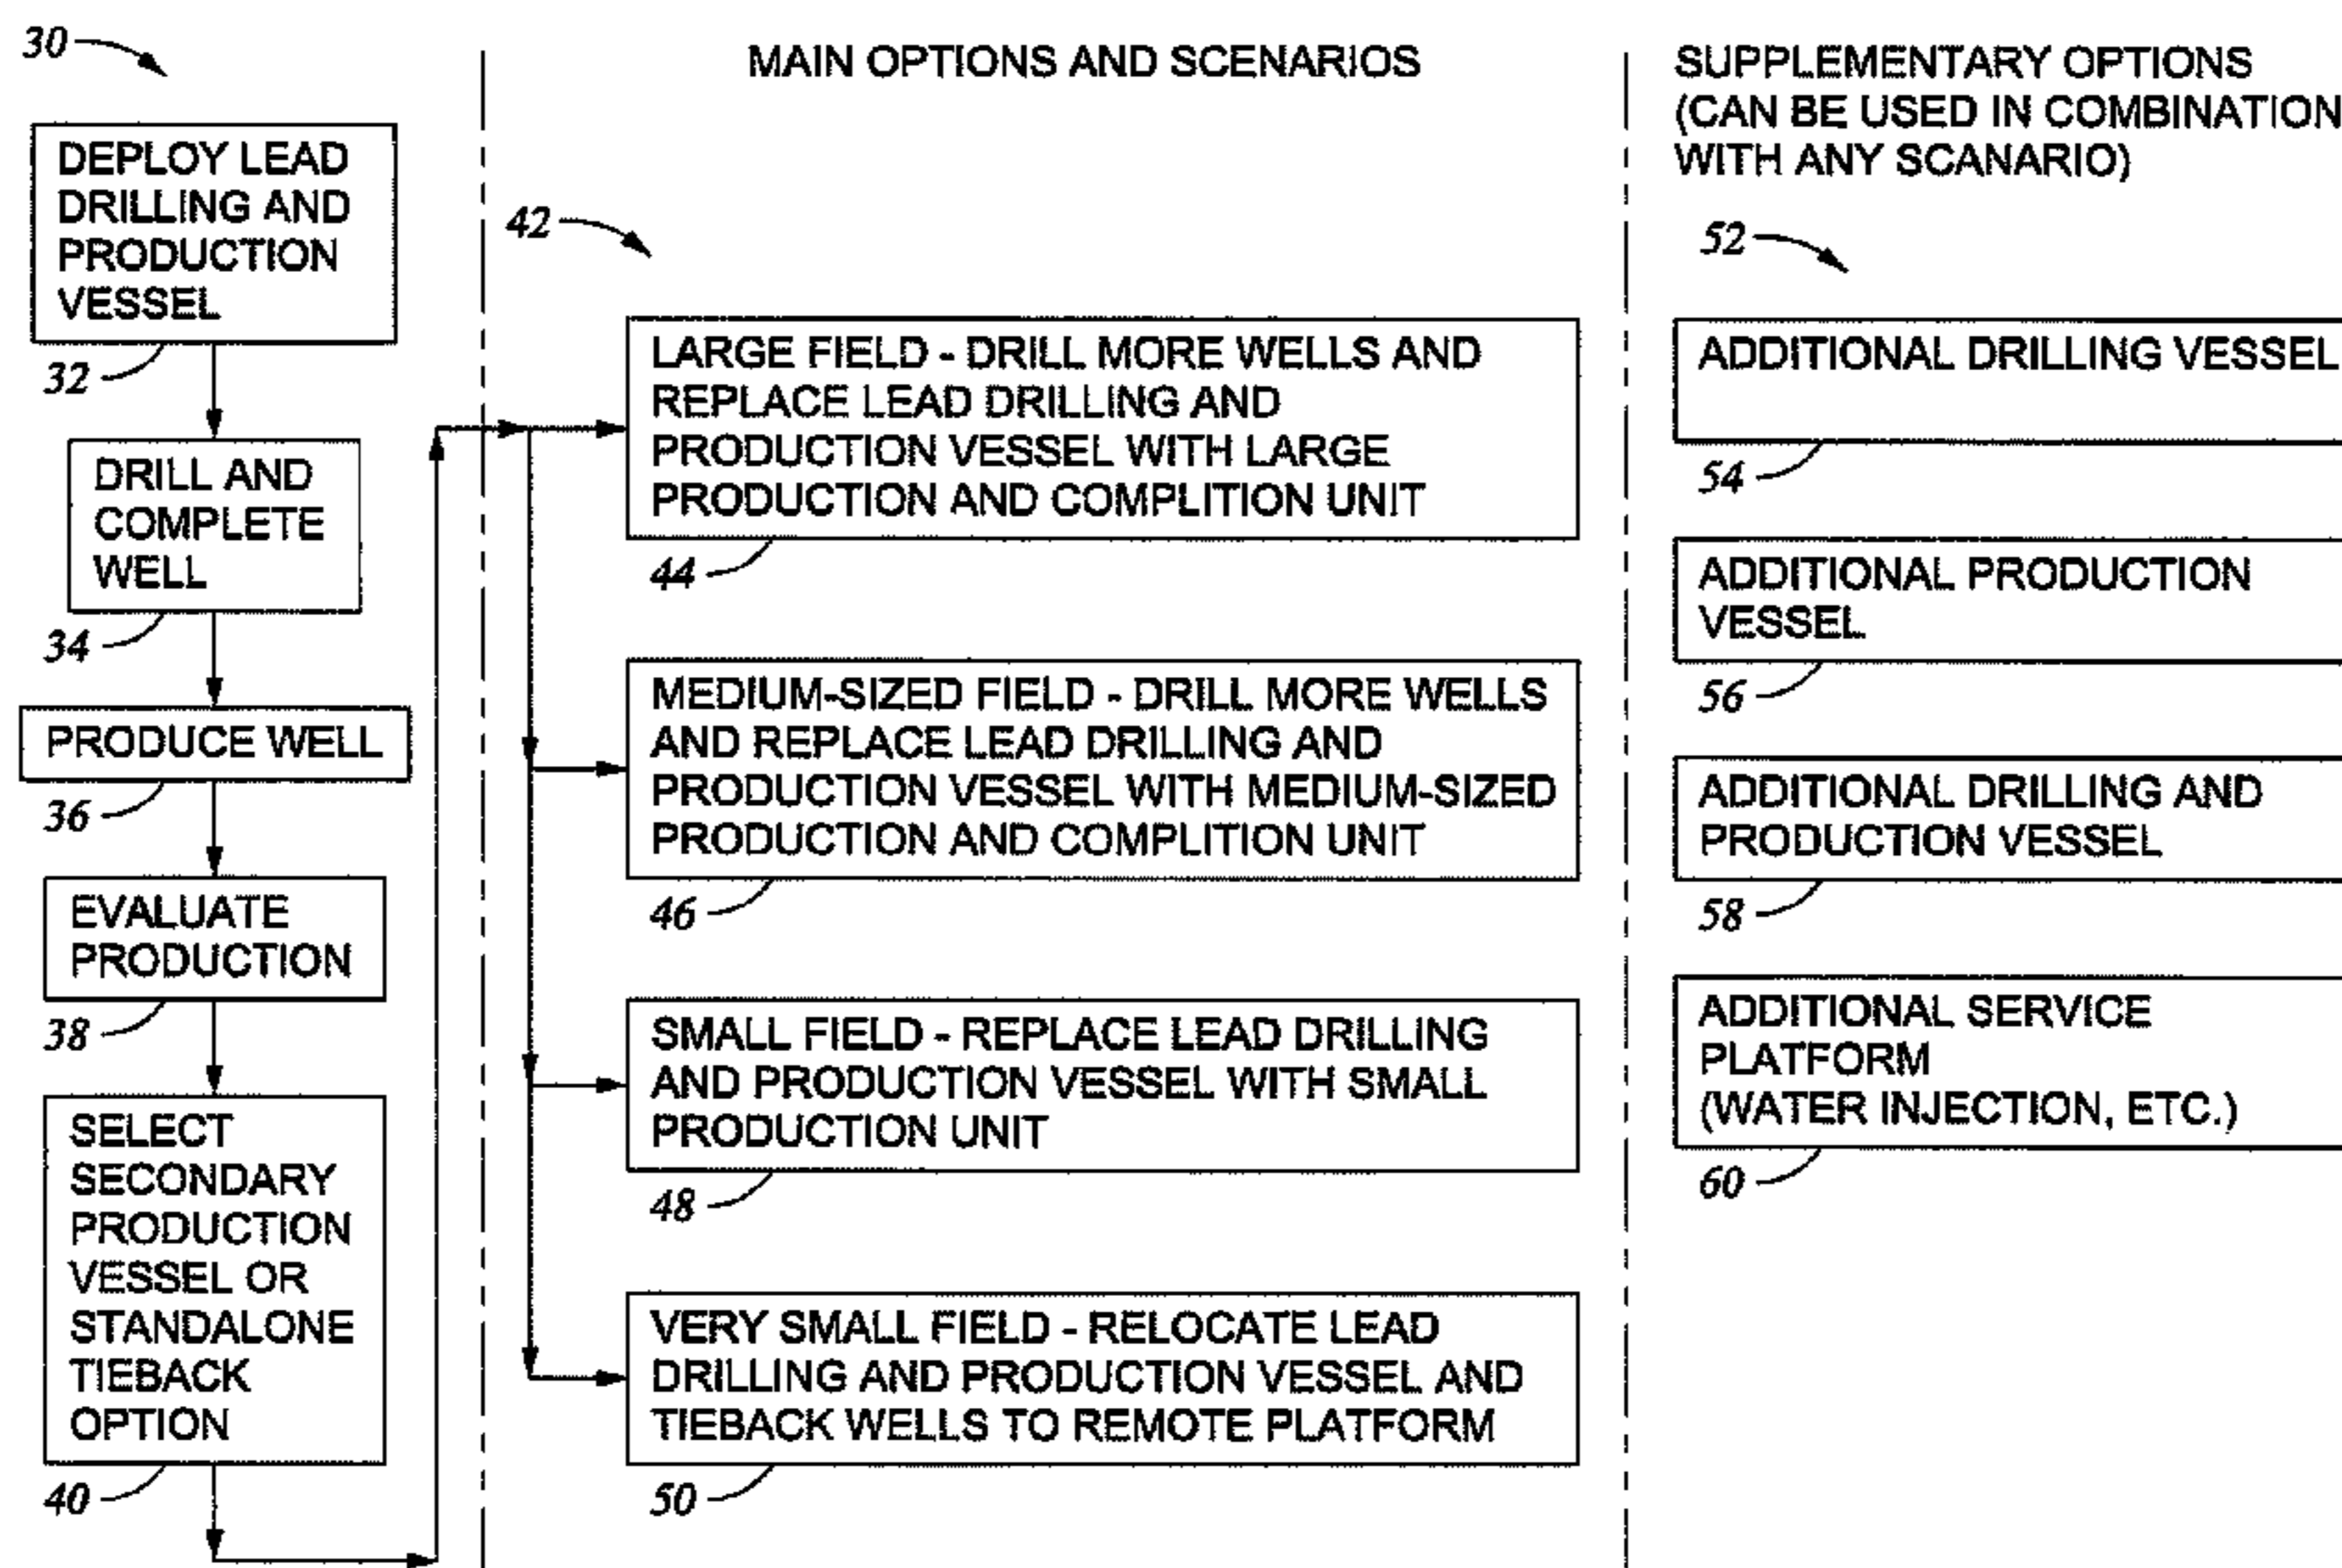 30
DEPLOY LEAD
DRILLING AND
PRODUCTION
VESSEL
32
DRILL AND
COMPLETE
WELL
34
PRODUCE WELL
36
EVALUATE
PRODUCTION
38
SELECT
SECONDARY
PRODUCTION
VESSEL OR
STANDALONE
TIEBACK
OPTION
40
MAIN OPTIONS AND SCENARIOS
42
LARGE FIELD - DRILL MORE WELLS AND
REPLACE LEAD DRILLING AND
PRODUCTION VESSEL WITH LARGE
PRODUCTION AND COMPLITION UNIT
44
MEDIUM-SIZED FIELD - DRILL MORE WELLS
AND REPLACE LEAD DRILLING AND
PRODUCTION VESSEL WITH MEDIUM-SIZED
PRODUCTION AND COMPLITION UNIT
46
SMALL FIELD - REPLACE LEAD DRILLING
AND PRODUCTION VESSEL WITH SMALL
PRODUCTION UNIT
48
VERY SMALL FIELD - RELOCATE LEAD
DRILLING AND PRODUCTION VESSEL AND
TIEBACK WELLS TO REMOTE PLATFORM
50
SUPPLEMENTARY OPTIONS
(CAN BE USED IN COMBINATION
WITH ANY SCANARIO)
52
ADDITIONAL DRILLING VESSEL
54
ADDITIONAL PRODUCTION
VESSEL
56
ADDITIONAL DRILLING AND
PRODUCTION VESSEL
58
ADDITIONAL SERVICE
PLATFORM
(WATER INJECTION, ETC.)
60